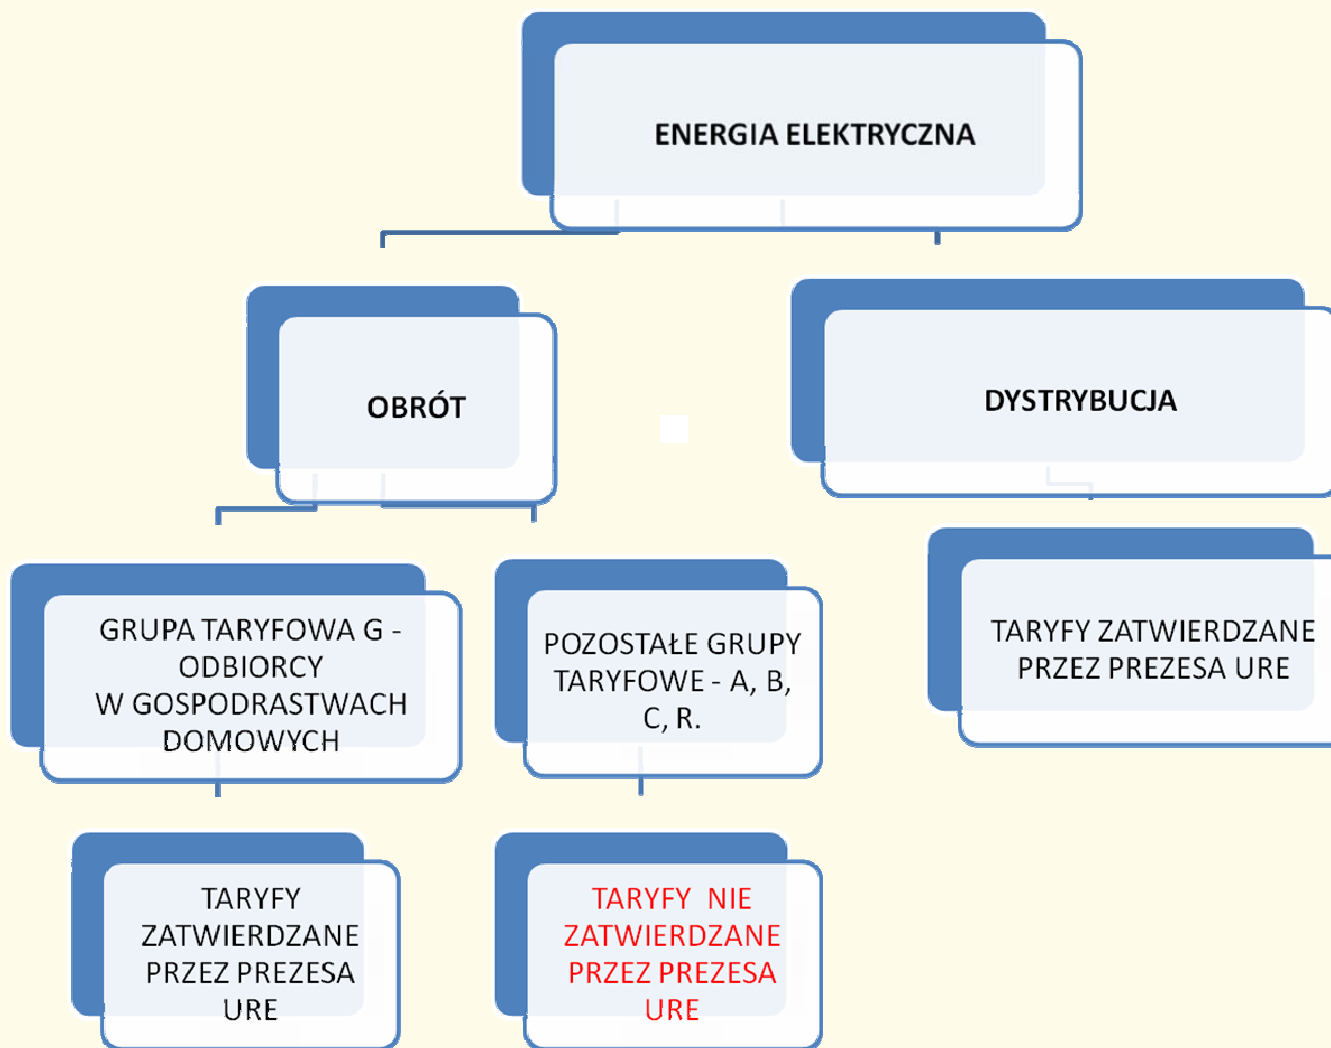 ENERGIA ELEKTRYCZNA
OBRÓT
DYSTRYBUCJA
GRUPA TARYFOWA G -
ODBIORCY
W GOSPODRASTWACH
DOMOWYCH
POZOSTAŁE GRUPY
TARYFOWE - A, B,
C, R.
TARYFY ZATWIERDZANE
PRZEZ PREZESA URE
TARYFY
ZATWIERDZANE
PRZEZ PREZESA
URE
TARYFY NIE
ZATWIERDZANE
PRZEZ PREZESA
URE